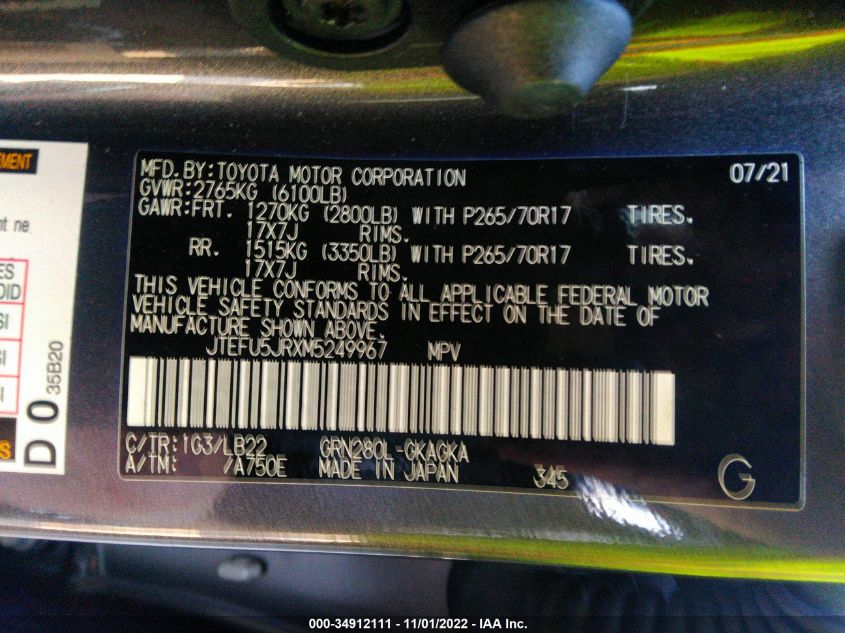 MFD.BY:TOYOTA MOTOR CORPORATION 07/21
GVWR:2765KG (6100LB)
GAWR:FRT. 1270KG (2800LB) WITH P265/70R17 TIRES.
17X7J RIMS.
RR. 1515KG (3350LB) WITH P265/70R17 TIRES.
17X7J RIMS.
THIS VEHICLE CONFORMS TO ALL APPLICABLE FEDERAL MOTOR
VEHICLE SAFETY STANDARDS IN EFFECT ON THE DATE OF
MANUFACTURE SHOWN ABOVE.
JTEFU5JRXM5249967 MPV
C/TR:1G3/LB22 GRN280L-GKAGKA
A/TM: /A750E MADE IN JAPAN 345
G
D 0 35B20
000-34912111 - 11/01/2022 - IAA Inc.